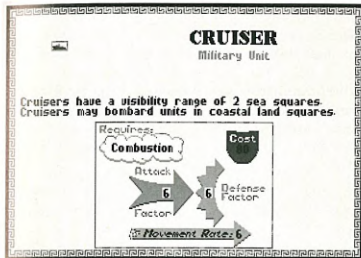 CRUISER
Military Unit
Cruisers have a visibility range of 2 sea squares.
Cruisers may bombard units in coastal land squares.
Requires:
Combustion
Cost
Attack
6
6
Defense
Factor
Factor
Movement Rate: 6